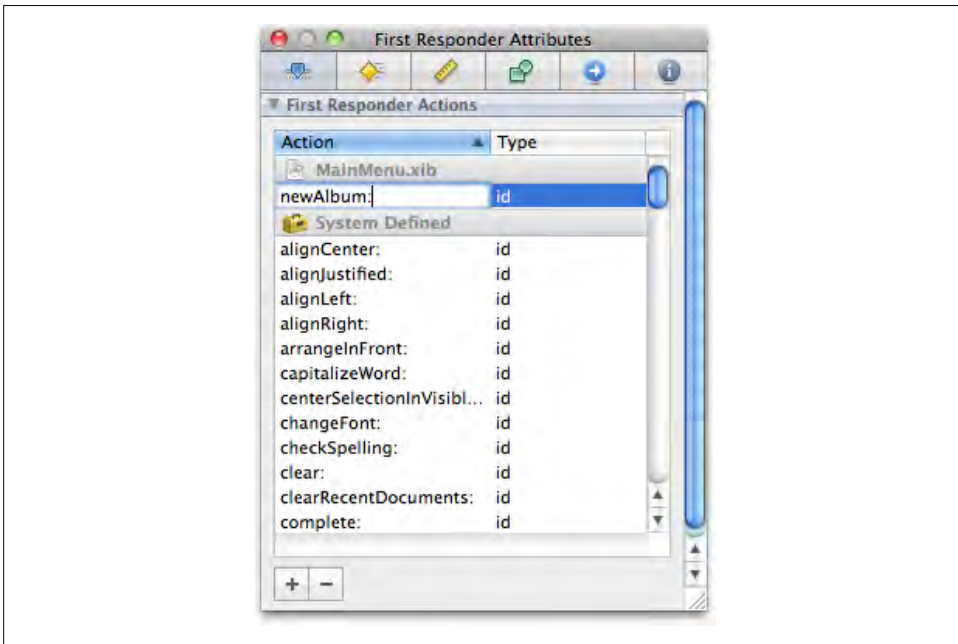 First Responder Attributes
First Responder Actions
Action Type
MainMenu.xib
newAlbum: id
System Defined
alignCenter: id
alignJustified: id
alignLeft: id
alignRight: id
arrangeInFront: id
capitalizeWord: id
centerSelectionInVisibl... id
changeFont: id
checkSpelling: id
clear: id
clearRecentDocuments: id
complete: id